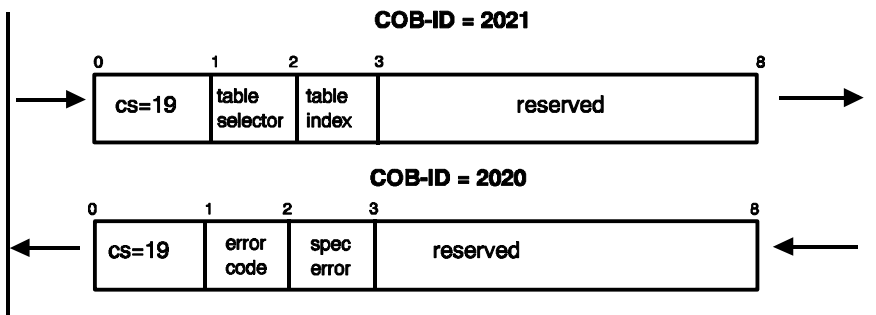 COB-ID = 2021
0 1 2 3 8
cs=19 table selector table index reserved
COB-ID = 2020
0 1 2 3 8
cs=19 error code spec error reserved